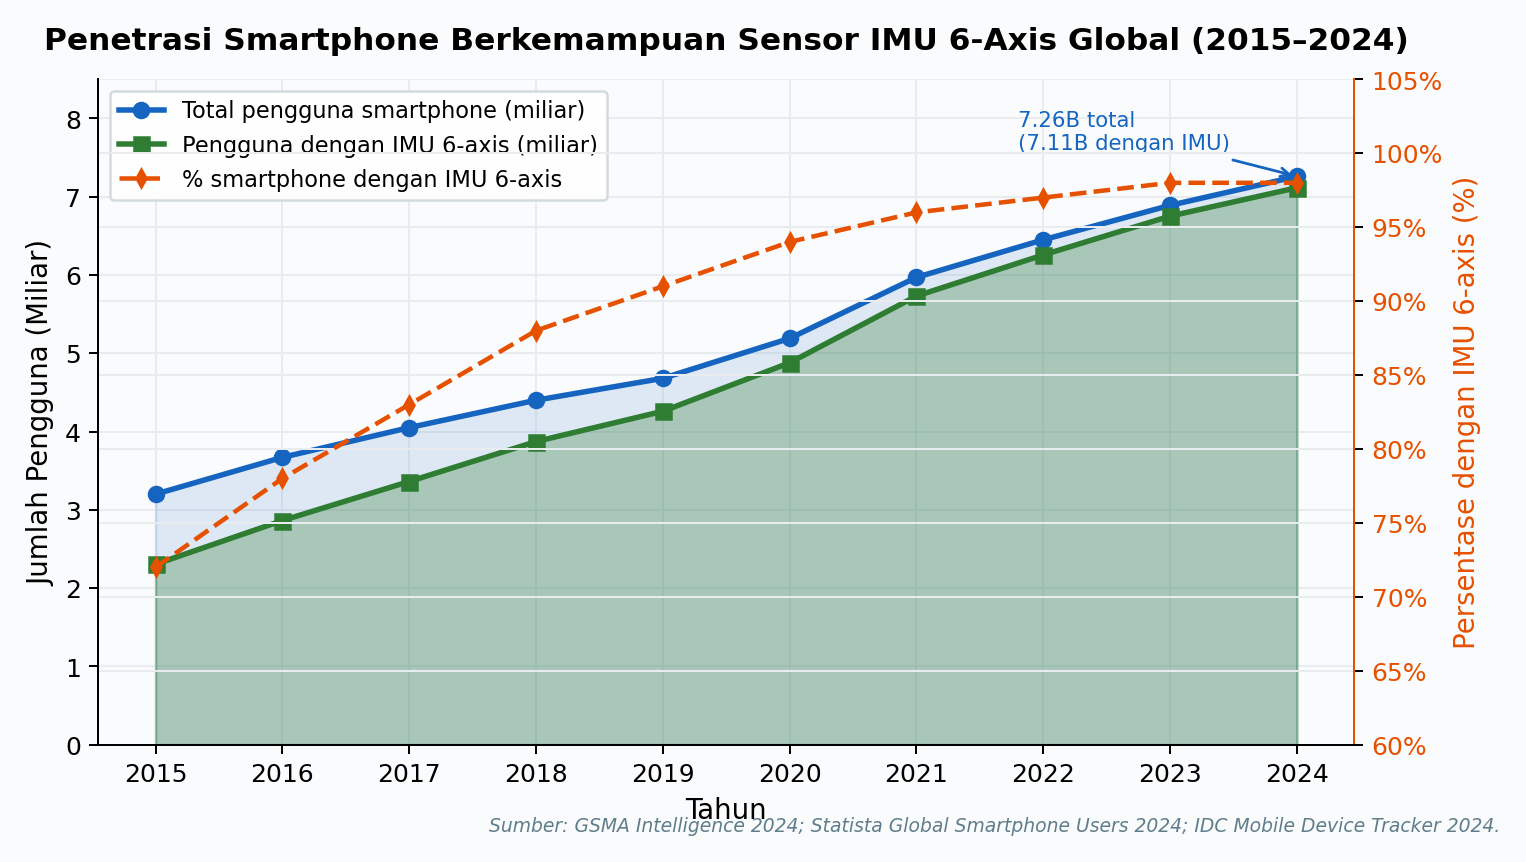 Penetrasi Smartphone Berkemampuan Sensor IMU 6-Axis Global (2015–2024)
Total pengguna smartphone (miliar)
Pengguna dengan IMU 6-axis (miliar)
% smartphone dengan IMU 6-axis
7.26B total
(7.11B dengan IMU)
Jumlah Pengguna (Miliar)
8
7
6
5
4
3
2
1
0
105%
100%
95%
90%
85%
80%
75%
70%
65%
60%
Persentase dengan IMU 6-axis (%)
2015 2016 2017 2018 2019 2020 2021 2022 2023 2024
Tahun
Sumber: GSMA Intelligence 2024; Statista Global Smartphone Users 2024; IDC Mobile Device Tracker 2024.